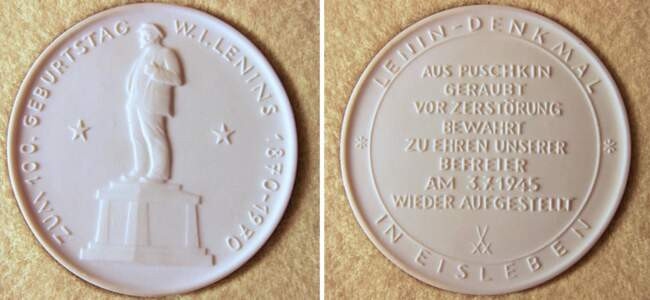 ZUM 100. GEBURTSTAG W.I. LENINS 1870-1970
LENIN-DENKMAL
AUS PUSCHKIN
GERAUBT
VOR ZERSTÖRUNG
BEWAHRT
ZU EHREN UNSERER
BEFREIER
AM 3.7.1945
WIEDER AUFGESTELLT
IN EISLEBEN